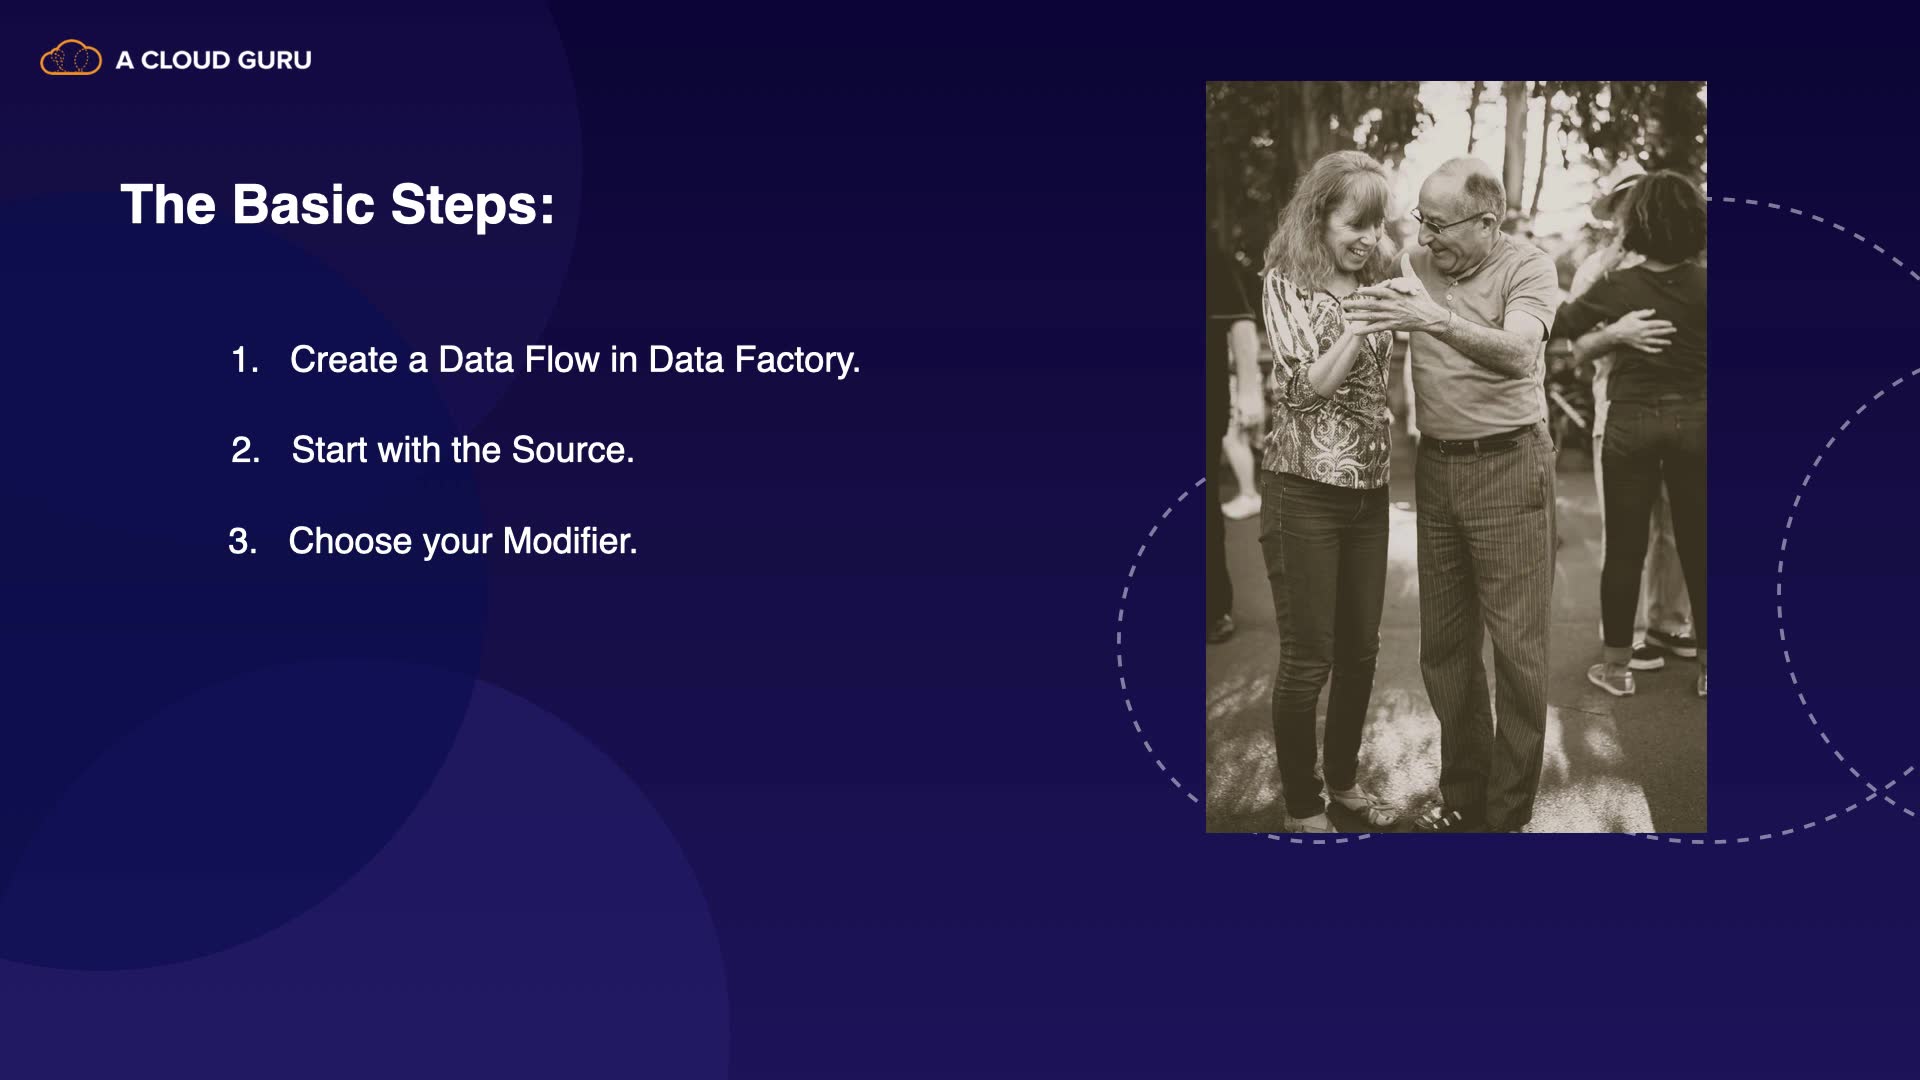 A CLOUD GURU
The Basic Steps:
1. Create a Data Flow in Data Factory.
2. Start with the Source.
3. Choose your Modifier.